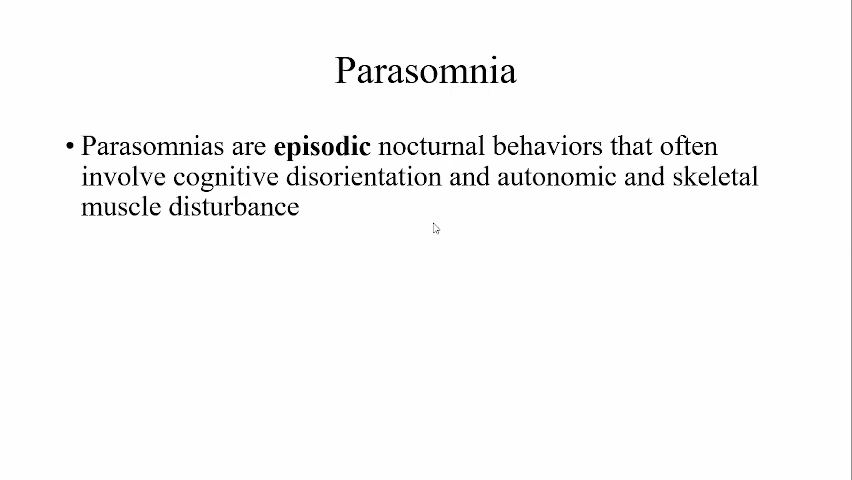 Parasomnia
• Parasomnias are episodic nocturnal behaviors that often
involve cognitive disorientation and autonomic and skeletal
muscle disturbance